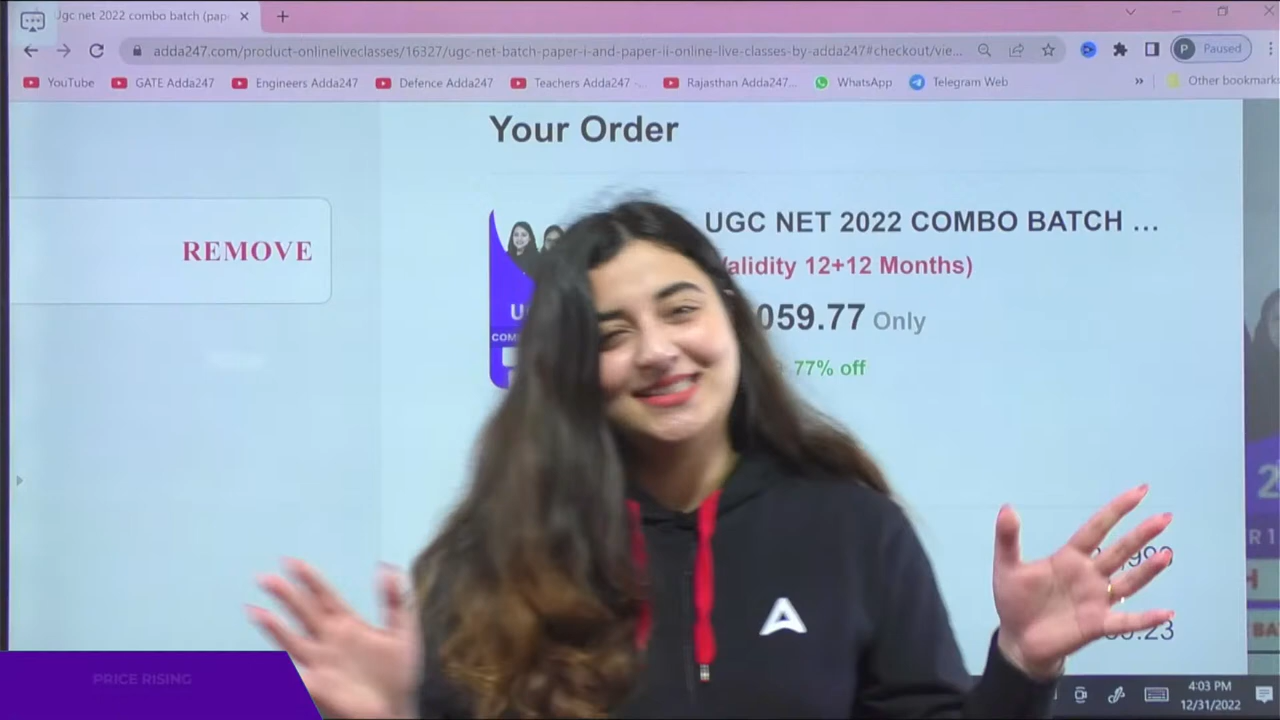 Ugc net 2022 combo batch (pap
adda247.com/product-onlineliveclasses/16327/ugc-net-batch-paper-i-and-paper-ii-online-live-classes-by-adda247#checkout/vie...
P Paused
YouTube GATE Adda247 Engineers Adda247 Defence Adda247 Teachers Adda247 -... Rajasthan Adda247... WhatsApp Telegram Web » Other bookmarks
Your Order
REMOVE
UGC NET 2022 COMBO BATCH ...
alidity 12+12 Months)
059.77 Only
77% off
PRICE RISING
4:03 PM
12/31/2022